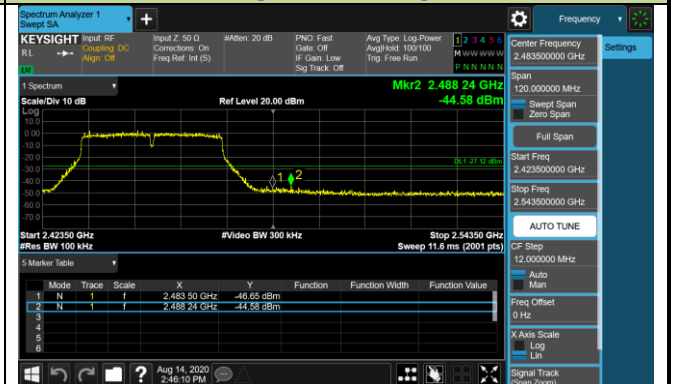 Spectrum Analyzer 1
Swept SA
+
Frequency
KEYSIGHT
RL
Input: RF
Coupling: DC
Align: Off
Input Z: 50 Ω
Corrections: On
Freq Ref: Int (S)
#Atten: 20 dB
PNO: Fast
Gate: Off
IF Gain: Low
Sig Track: Off
Avg Type: Log-Power
Avg|Hold: 100/100
Trig: Free Run
1 2 3 4 5 6
M W W W W W
P N N N N N
Center Frequency
2.483500000 GHz
Settings
Span
120.000000 MHz
Swept Span
Zero Span
Full Span
Start Freq
2.423500000 GHz
Stop Freq
2.543500000 GHz
AUTO TUNE
CF Step
12.000000 MHz
Auto
Man
Freq Offset
0 Hz
X Axis Scale
Log
Lin
Signal Track
(Span Zoom)
1 Spectrum
Mkr2 2.488 24 GHz
Scale/Div 10 dB
Ref Level 20.00 dBm
-44.58 dBm
Log
10.0
0.00
-10.0
-20.0
-30.0
-40.0
-50.0
-60.0
-70.0
DL1 -27.12 dBm
1
2
Start 2.42350 GHz
#Video BW 300 kHz
Stop 2.54350 GHz
#Res BW 100 kHz
Sweep 11.6 ms (2001 pts)
5 Marker Table
Mode Trace Scale X Y Function Function Width Function Value
1 N 1 f 2.483 50 GHz -46.65 dBm
2 N 1 f 2.488 24 GHz -44.58 dBm
3
4
5
6
?
Aug 14, 2020
2:46:10 PM